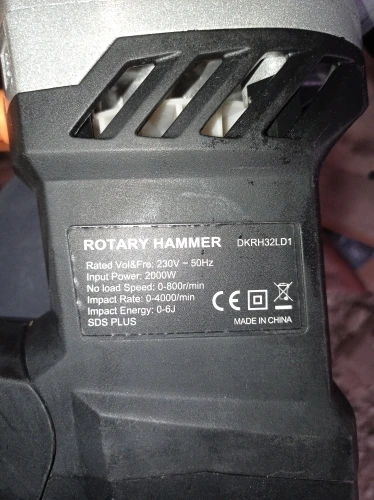 ROTARY HAMMER DKRH32LD1
Rated Vol&Fre: 230V ~ 50Hz
Input Power: 2000W
No load Speed: 0-800r/min
Impact Rate: 0-4000/min
Impact Energy: 0-6J
SDS PLUS
CE
MADE IN CHINA